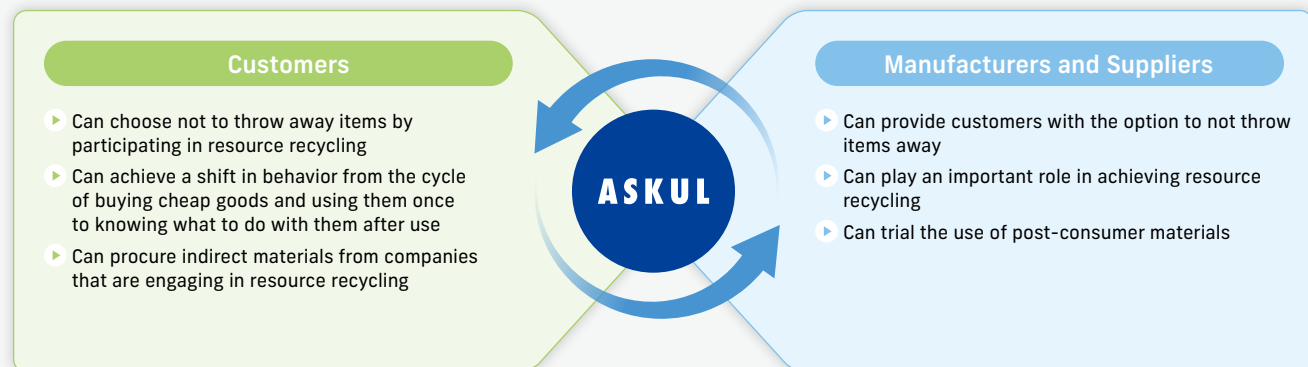 Customers
Can choose not to throw away items by
participating in resource recycling
Can achieve a shift in behavior from the cycle
of buying cheap goods and using them once
to knowing what to do with them after use
Can procure indirect materials from companies
that are engaging in resource recycling
ASKUL
Manufacturers and Suppliers
Can provide customers with the option to not throw
items away
Can play an important role in achieving resource
recycling
Can trial the use of post-consumer materials